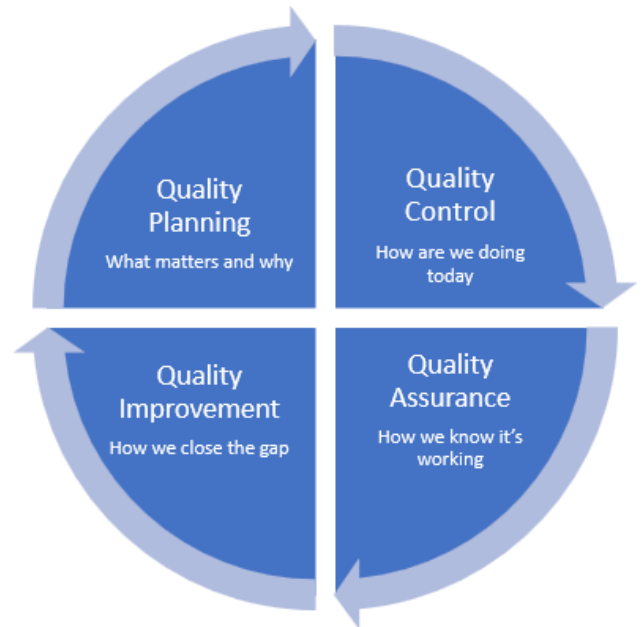 Quality
Planning
What matters and why
Quality
Control
How are we doing
today
Quality
Improvement
How we close the gap
Quality
Assurance
How we know it's
working